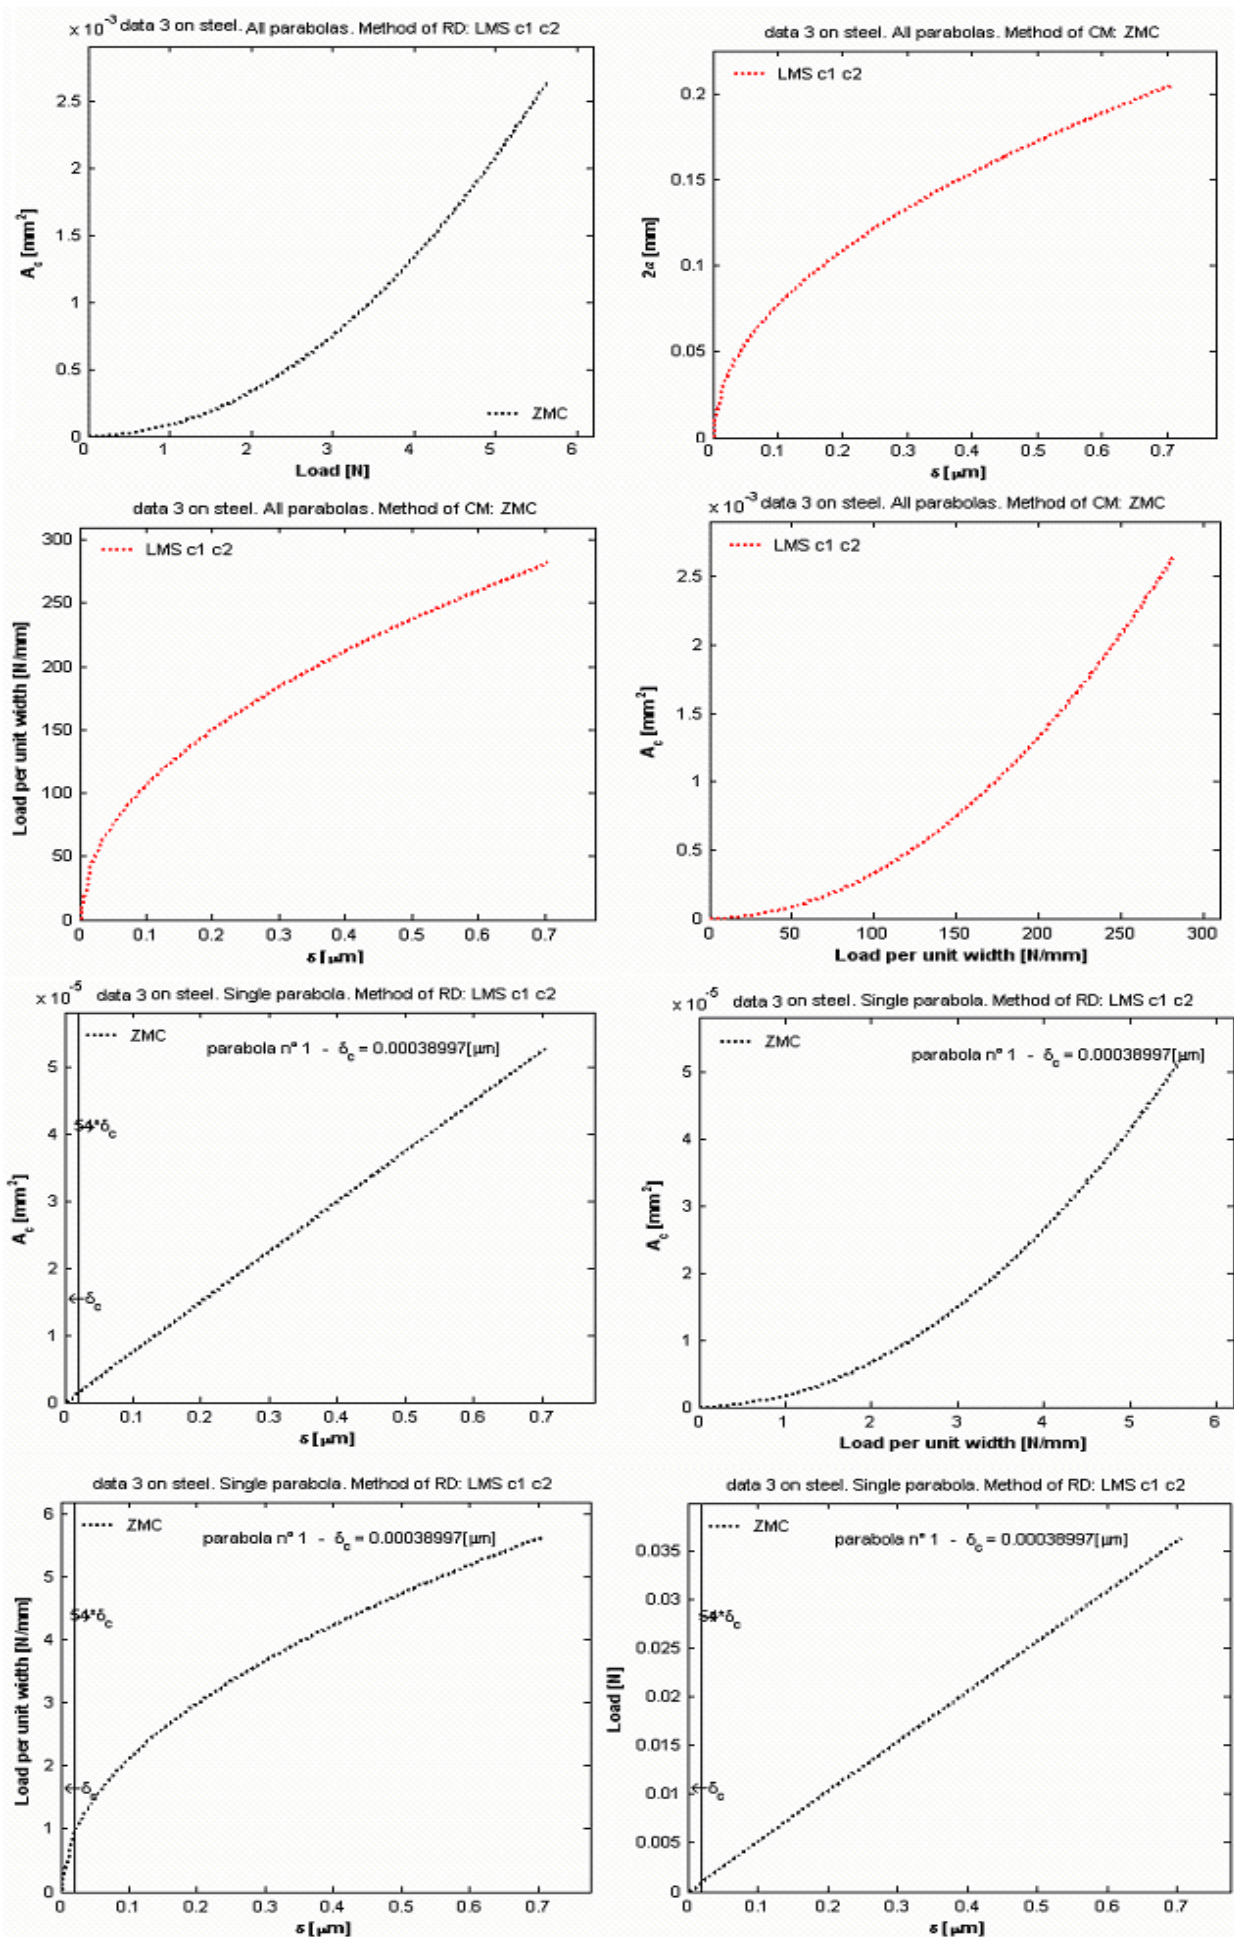 × 10⁻³ data 3 on steel. All parabolas. Method of RD: LMS c1 c2
2.5
2
1.5
1
0.5
0
A_c [mm²]
ZMC
0 1 2 3 4 5 6
Load [N]
data 3 on steel. All parabolas. Method of CM: ZMC
LMS c1 c2
0.2
0.15
0.1
0.05
0
2a [mm]
0 0.1 0.2 0.3 0.4 0.5 0.6 0.7
δ [μm]
data 3 on steel. All parabolas. Method of CM: ZMC
LMS c1 c2
300
250
200
150
100
50
0
Load per unit width [N/mm]
0 0.1 0.2 0.3 0.4 0.5 0.6 0.7
δ [μm]
× 10⁻³ data 3 on steel. All parabolas. Method of CM: ZMC
LMS c1 c2
2.5
2
1.5
1
0.5
0
A_c [mm²]
0 50 100 150 200 250 300
Load per unit width [N/mm]
× 10⁻⁵ data 3 on steel. Single parabola. Method of RD: LMS c1 c2
ZMC
parabola n° 1 - δ_c = 0.00038997[μm]
5
4
3
2
1
0
A_c [mm²]
54*δ_c
δ_c
0 0.1 0.2 0.3 0.4 0.5 0.6 0.7
δ [μm]
× 10⁻⁵ data 3 on steel. Single parabola. Method of RD: LMS c1 c2
ZMC
parabola n° 1 - δ_c = 0.00038997[μm]
5
4
3
2
1
0
A_c [mm²]
0 1 2 3 4 5 6
Load per unit width [N/mm]
data 3 on steel. Single parabola. Method of RD: LMS c1 c2
ZMC
parabola n° 1 - δ_c = 0.00038997[μm]
6
5
4
3
2
1
0
Load per unit width [N/mm]
54*δ_c
δ_c
0 0.1 0.2 0.3 0.4 0.5 0.6 0.7
δ [μm]
data 3 on steel. Single parabola. Method of RD: LMS c1 c2
ZMC
parabola n° 1 - δ_c = 0.00038997[μm]
0.035
0.03
0.025
0.02
0.015
0.01
0.005
0
Load [N]
54*δ_c
δ_c
0 0.1 0.2 0.3 0.4 0.5 0.6 0.7
δ [μm]